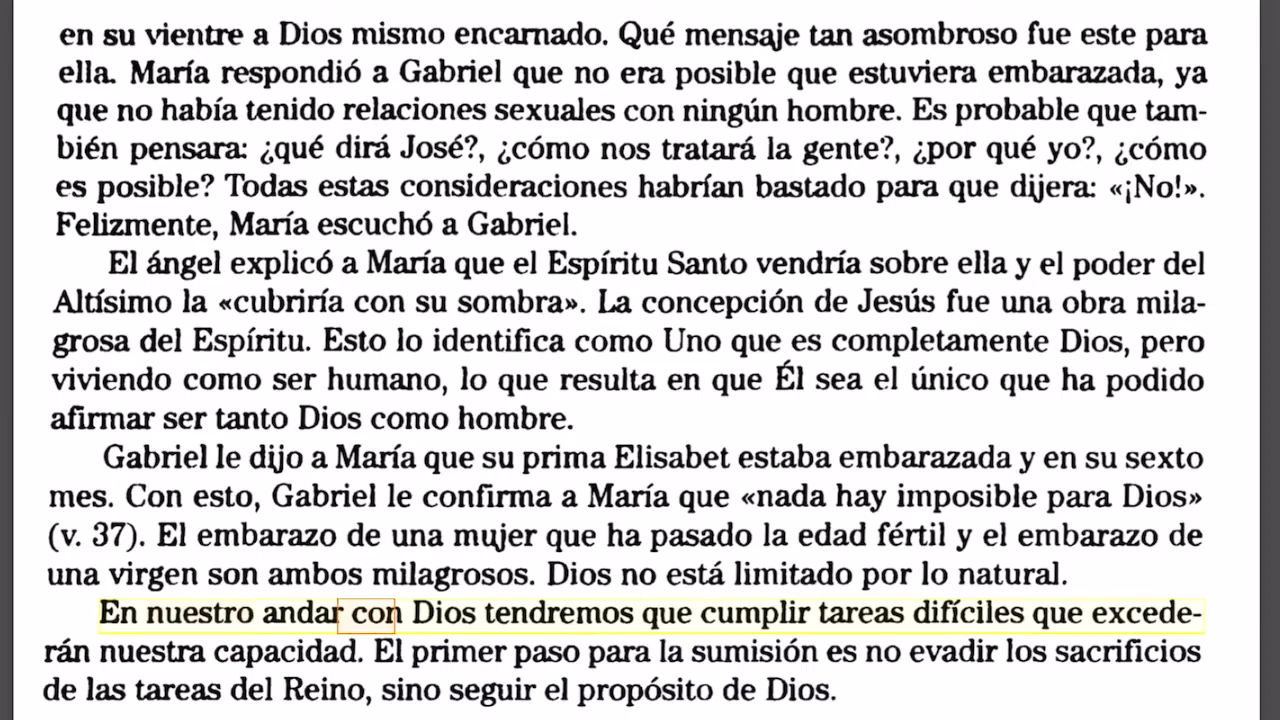 en su vientre a Dios mismo encarnado. Qué mensaje tan asombroso fue este para
ella. María respondió a Gabriel que no era posible que estuviera embarazada, ya
que no había tenido relaciones sexuales con ningún hombre. Es probable que tam-
bién pensara: ¿qué dirá José?, ¿cómo nos tratará la gente?, ¿por qué yo?, ¿cómo
es posible? Todas estas consideraciones habrían bastado para que dijera: «¡No!».
Felizmente, María escuchó a Gabriel.
El ángel explicó a María que el Espíritu Santo vendría sobre ella y el poder del
Altísimo la «cubriría con su sombra». La concepción de Jesús fue una obra mila-
grosa del Espíritu. Esto lo identifica como Uno que es completamente Dios, pero
viviendo como ser humano, lo que resulta en que Él sea el único que ha podido
afirmar ser tanto Dios como hombre.
Gabriel le dijo a María que su prima Elisabet estaba embarazada y en su sexto
mes. Con esto, Gabriel le confirma a María que «nada hay imposible para Dios»
(v. 37). El embarazo de una mujer que ha pasado la edad fértil y el embarazo de
una virgen son ambos milagrosos. Dios no está limitado por lo natural.
En nuestro andar con Dios tendremos que cumplir tareas difíciles que excede-
rán nuestra capacidad. El primer paso para la sumisión es no evadir los sacrificios
de las tareas del Reino, sino seguir el propósito de Dios.